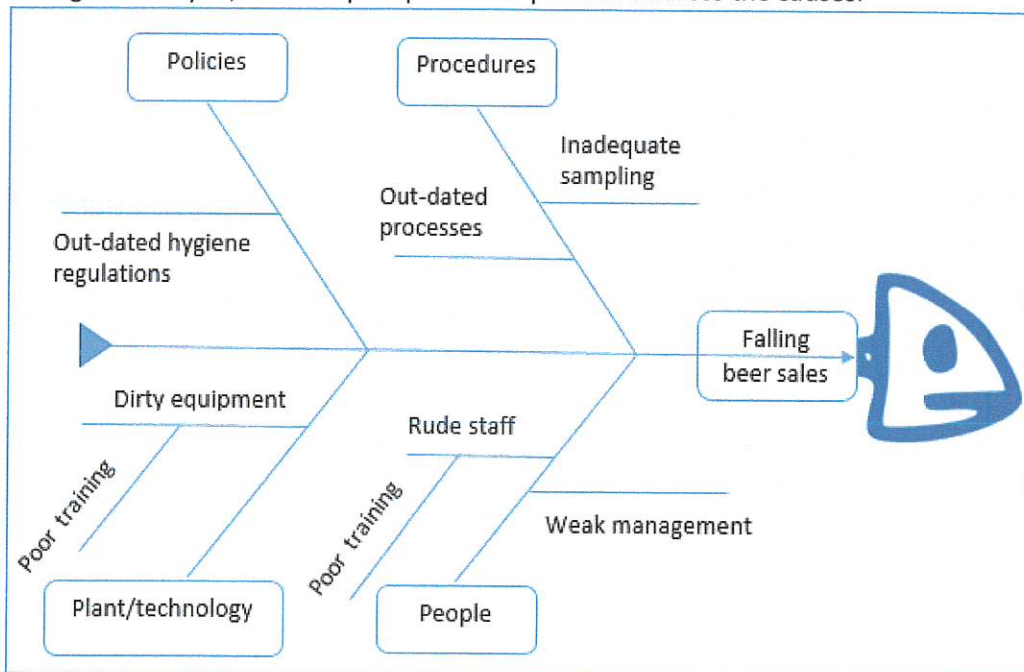 Policies
Procedures
Inadequate
sampling
Out-dated
processes
Out-dated hygiene
regulations
Falling
beer sales
Dirty equipment
Rude staff
Poor training
Poor training
Weak management
Plant/technology
People